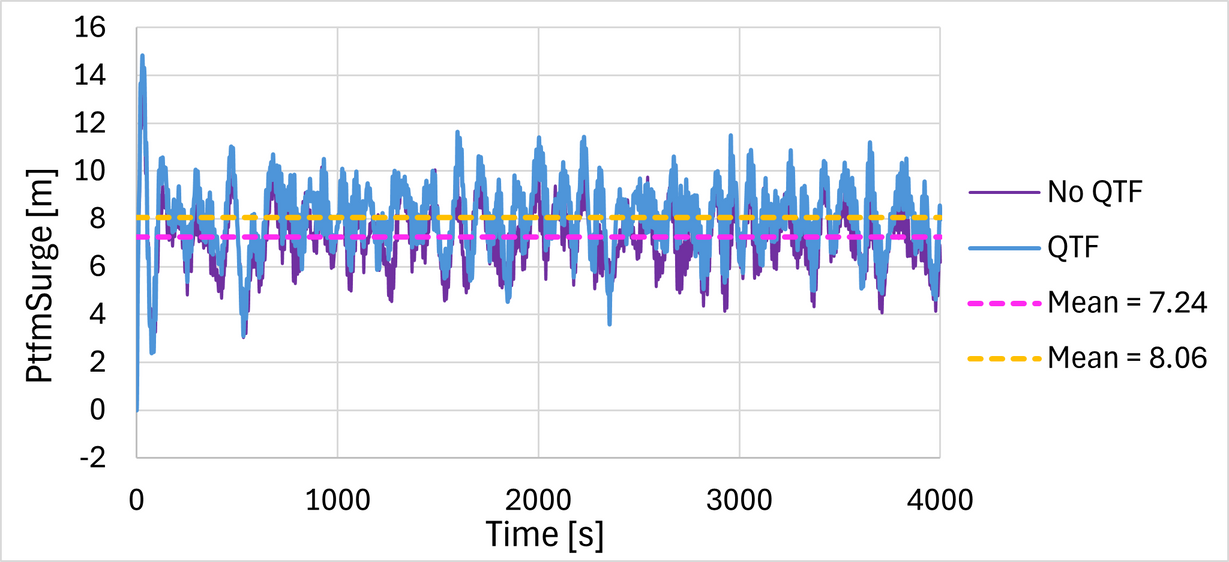 16
14
12
10
8
6
4
2
0
-2
PtfmSurge [m]
0 1000 2000 3000 4000
Time [s]
No QTF
QTF
Mean = 7.24
Mean = 8.06